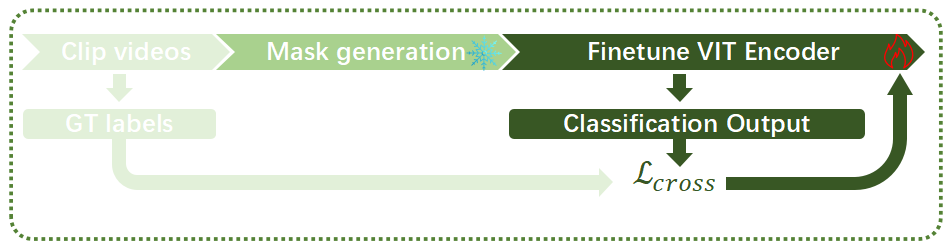 Clip videos
Mask generation
Finetune VIT Encoder
GT labels
Classification Output
ℒcross